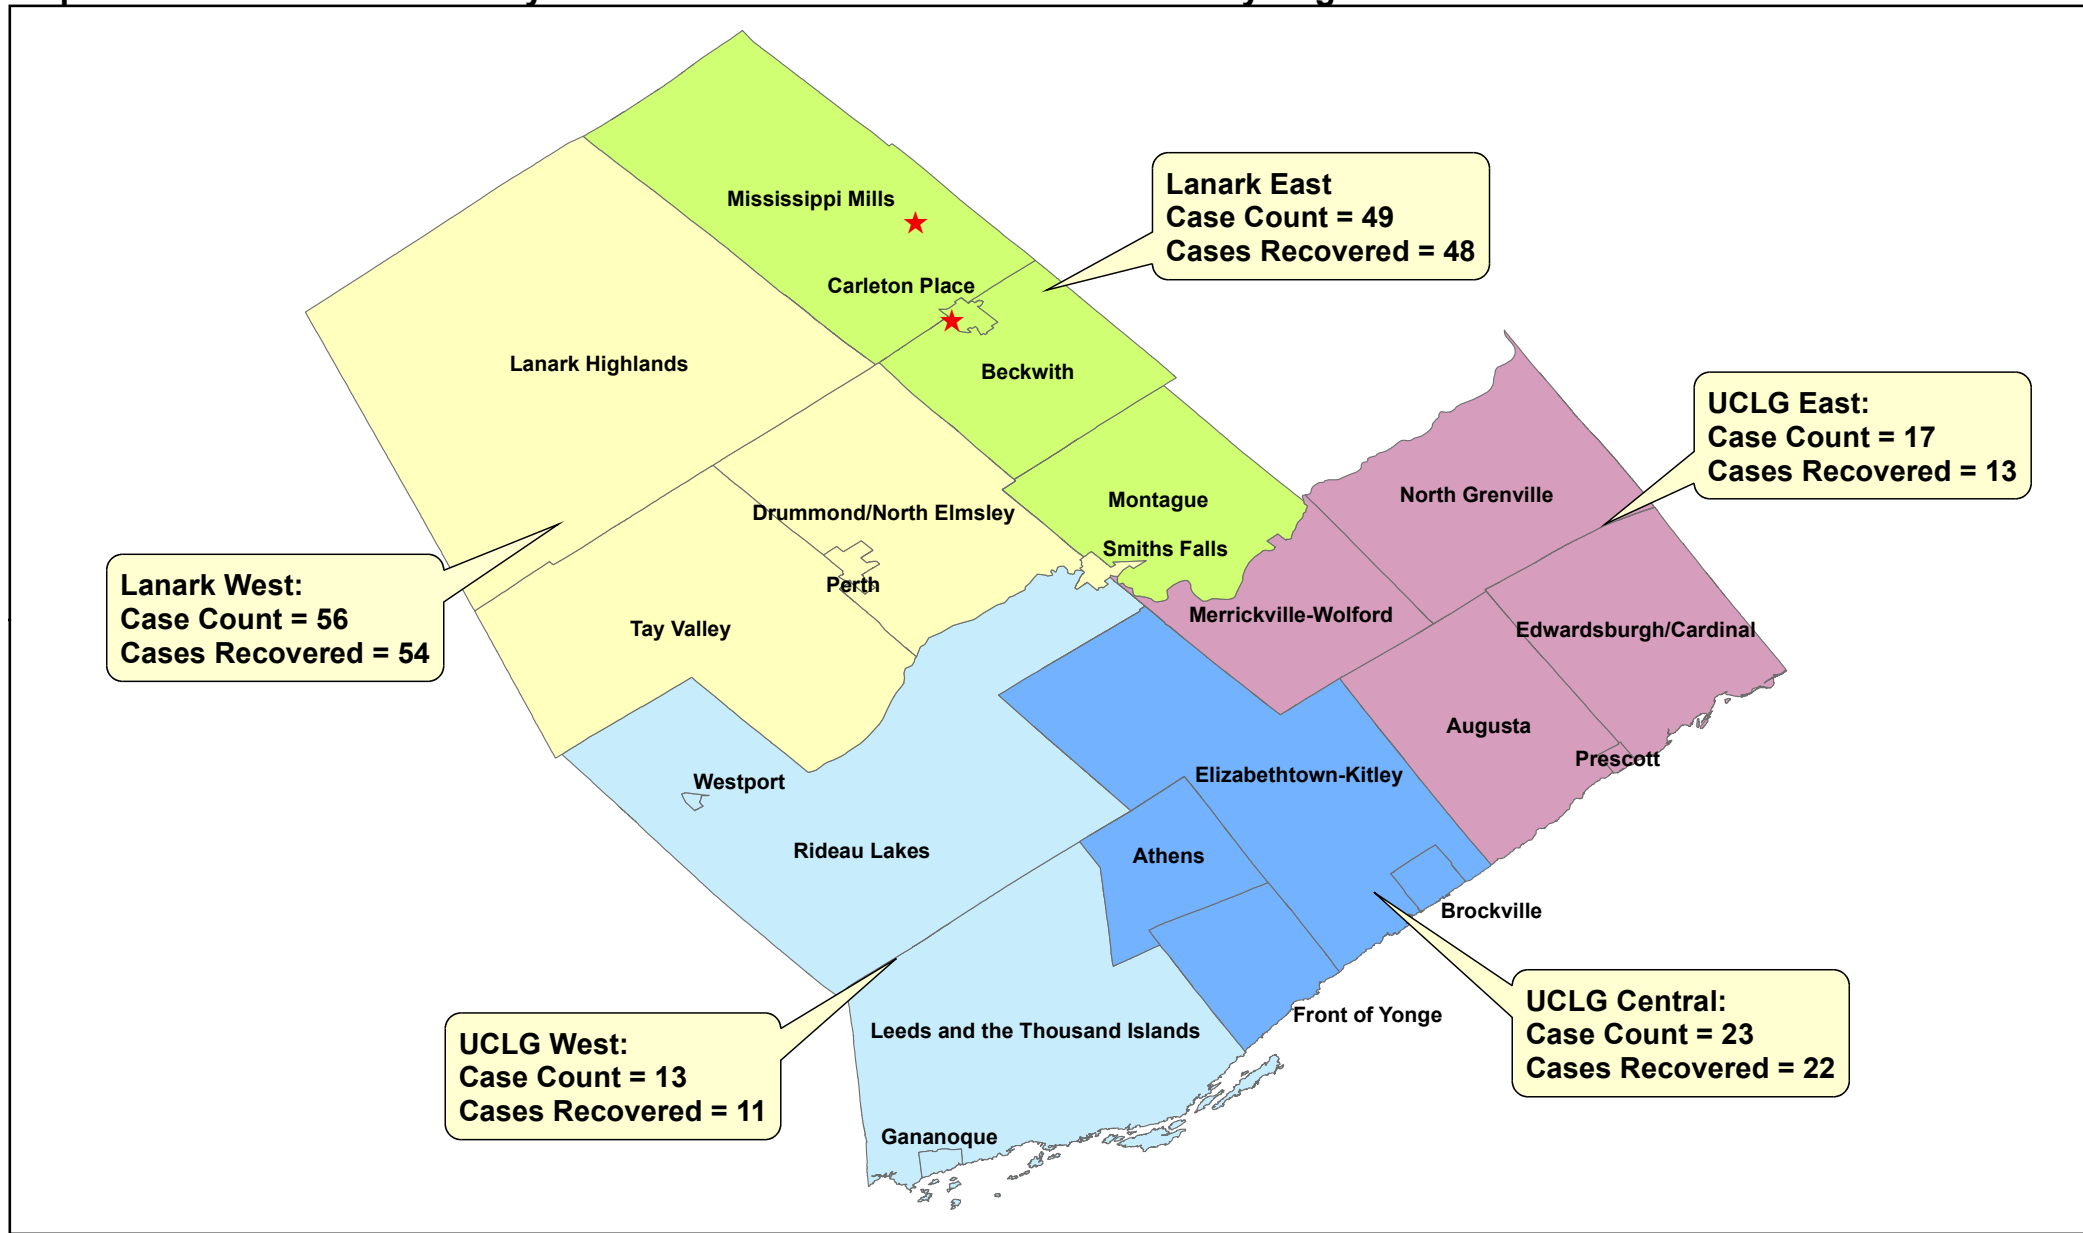 Mississippi Mills
Lanark East
Case Count = 49
Cases Recovered = 48
Carleton Place
Lanark Highlands
Beckwith
UCLG East:
Case Count = 17
Cases Recovered = 13
North Grenville
Montague
Drummond/North Elmsley
Smiths Falls
Perth
Lanark West:
Case Count = 56
Cases Recovered = 54
Merrickville-Wolford
Tay Valley
Edwardsburgh/Cardinal
Augusta
Prescott
Elizabethtown-Kitley
Westport
Rideau Lakes
Athens
Brockville
UCLG Central:
Case Count = 23
Cases Recovered = 22
Front of Yonge
Leeds and the Thousand Islands
UCLG West:
Case Count = 13
Cases Recovered = 11
Gananoque